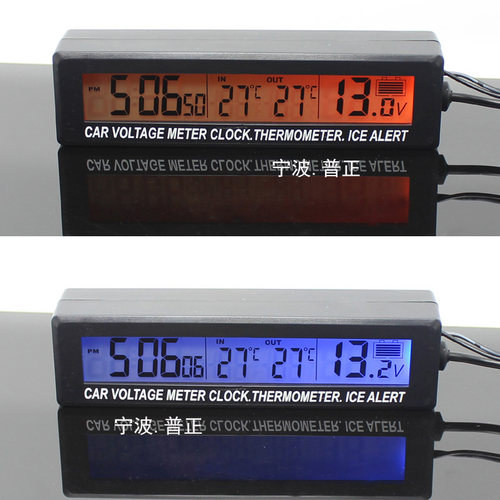 PM 5:06 50 IN 27°C OUT 27°C 13.0V
CAR VOLTAGE METER CLOCK.THERMOMETER. ICE ALERT
宁波. 普正
PM 5:06 06 IN 27°C OUT 27°C 13.2V
CAR VOLTAGE METER CLOCK.THERMOMETER. ICE ALERT
宁波. 普正